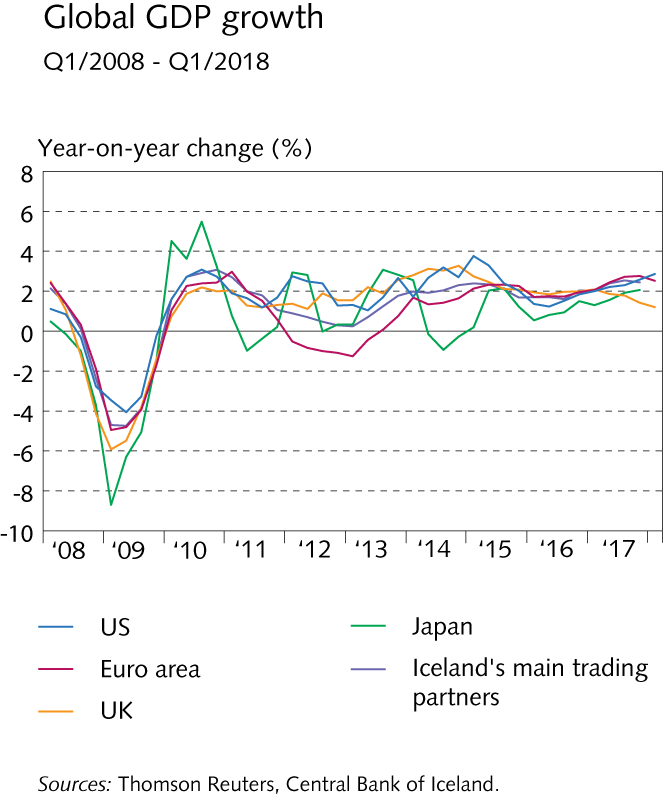 Global GDP growth
Q1/2008 - Q1/2018
Year-on-year change (%)
8
6
4
2
0
-2
-4
-6
-8
-10
‘08 ‘09 ‘10 ‘11 ‘12 ‘13 ‘14 ‘15 ‘16 ‘17
US
Euro area
UK
Japan
Iceland's main trading
partners
Sources: Thomson Reuters, Central Bank of Iceland.